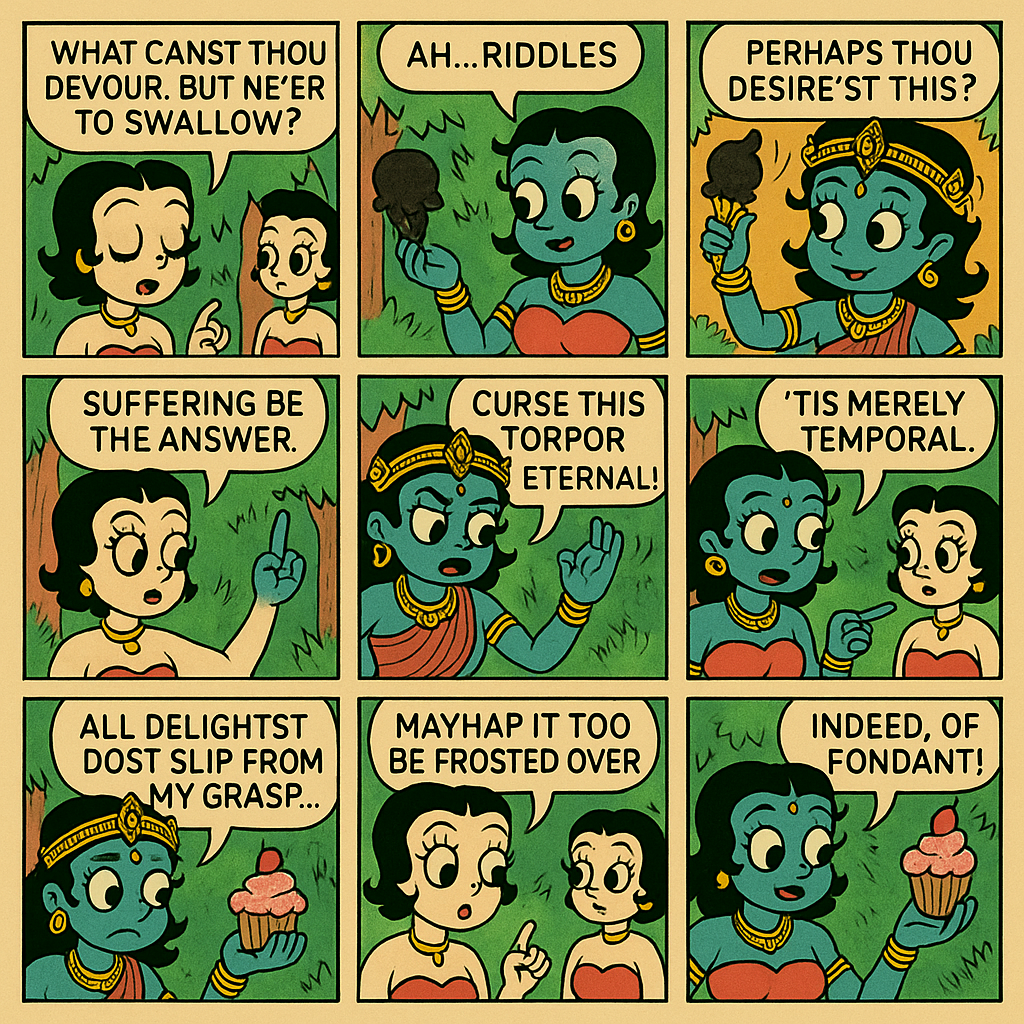 WHAT CANST THOU
DEVOUR. BUT NE'ER
TO SWALLOW?
AH...RIDDLES
PERHAPS THOU
DESIRE'ST THIS?
SUFFERING BE
THE ANSWER.
CURSE THIS
TORPOR
ETERNAL!
'TIS MERELY
TEMPORAL.
ALL DELIGHTST
DOST SLIP FROM
MY GRASP...
MAYHAP IT TOO
BE FROSTED OVER
INDEED, OF
FONDANT!